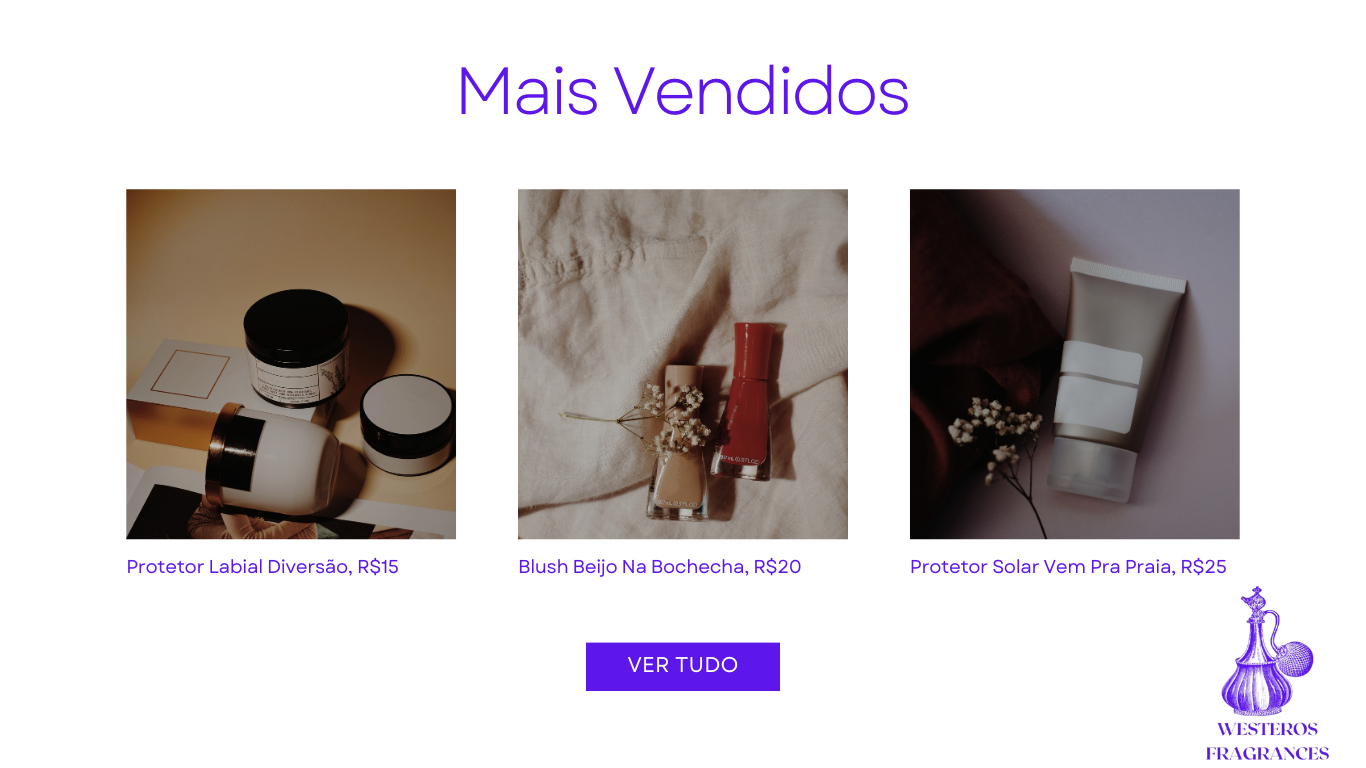 Mais Vendidos
Protetor Labial Diversão, R$15
Blush Beijo Na Bochecha, R$20
Protetor Solar Vem Pra Praia, R$25
VER TUDO
WESTEROS
FRAGRANCES